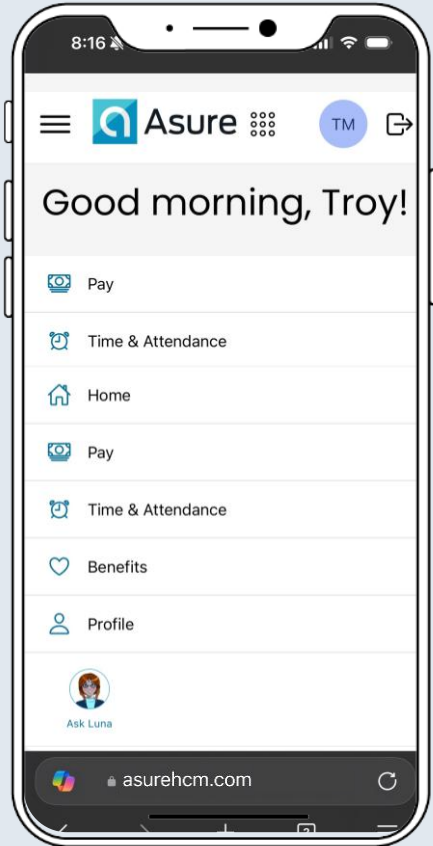 8:16
Asure
TM
Good morning, Troy!
Pay
Time & Attendance
Home
Pay
Time & Attendance
Benefits
Profile
Ask Luna
asurehcm.com